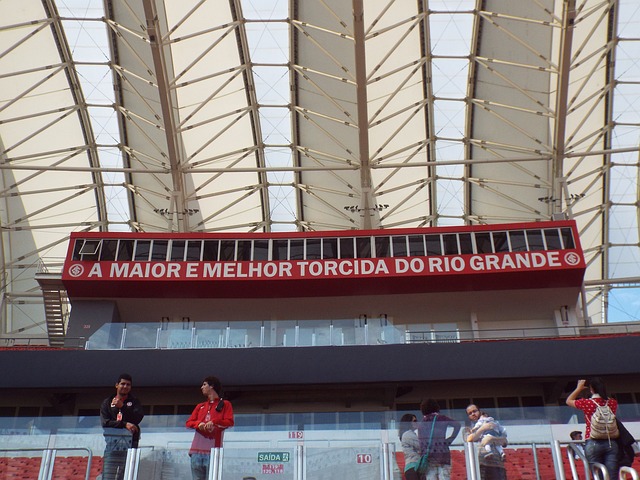 A MAIOR E MELHOR TORCIDA DO RIO GRANDE
119
SAÍDA
10